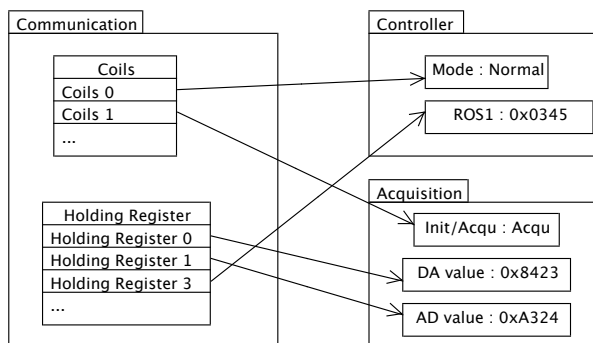 Communication
Coils
Coils 0
Coils 1
...
Holding Register
Holding Register 0
Holding Register 1
Holding Register 3
...
Controller
Mode : Normal
ROS1 : 0x0345
Acquisition
Init/Acqu : Acqu
DA value : 0x8423
AD value : 0xA324